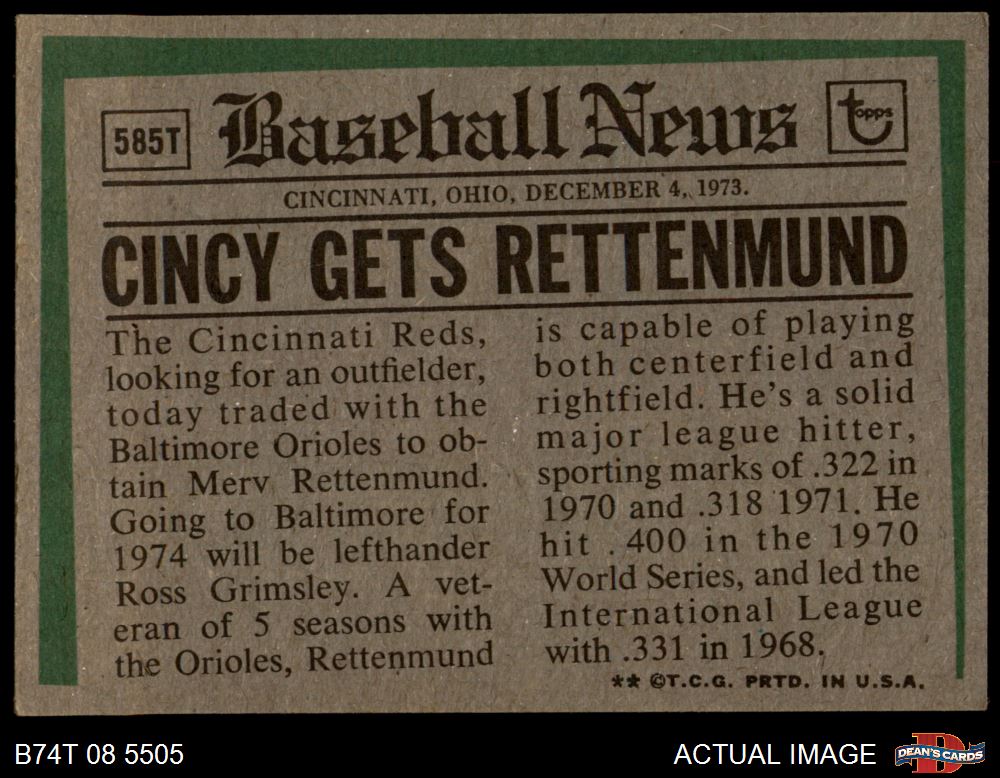 585T
Baseball News
topps
CINCINNATI, OHIO, DECEMBER 4, 1973.
CINCY GETS RETTENMUND
The Cincinnati Reds,
looking for an outfielder,
today traded with the
Baltimore Orioles to ob-
tain Merv Rettenmund.
Going to Baltimore for
1974 will be lefthander
Ross Grimsley. A vet-
eran of 5 seasons with
the Orioles, Rettenmund
is capable of playing
both centerfield and
rightfield. He's a solid
major league hitter,
sporting marks of .322 in
1970 and .318 1971. He
hit .400 in the 1970
World Series, and led the
International League
with .331 in 1968.
** ©T.C.G. PRTD. IN U.S.A.
B74T 08 5505
ACTUAL IMAGE
D
DEAN'S CARDS